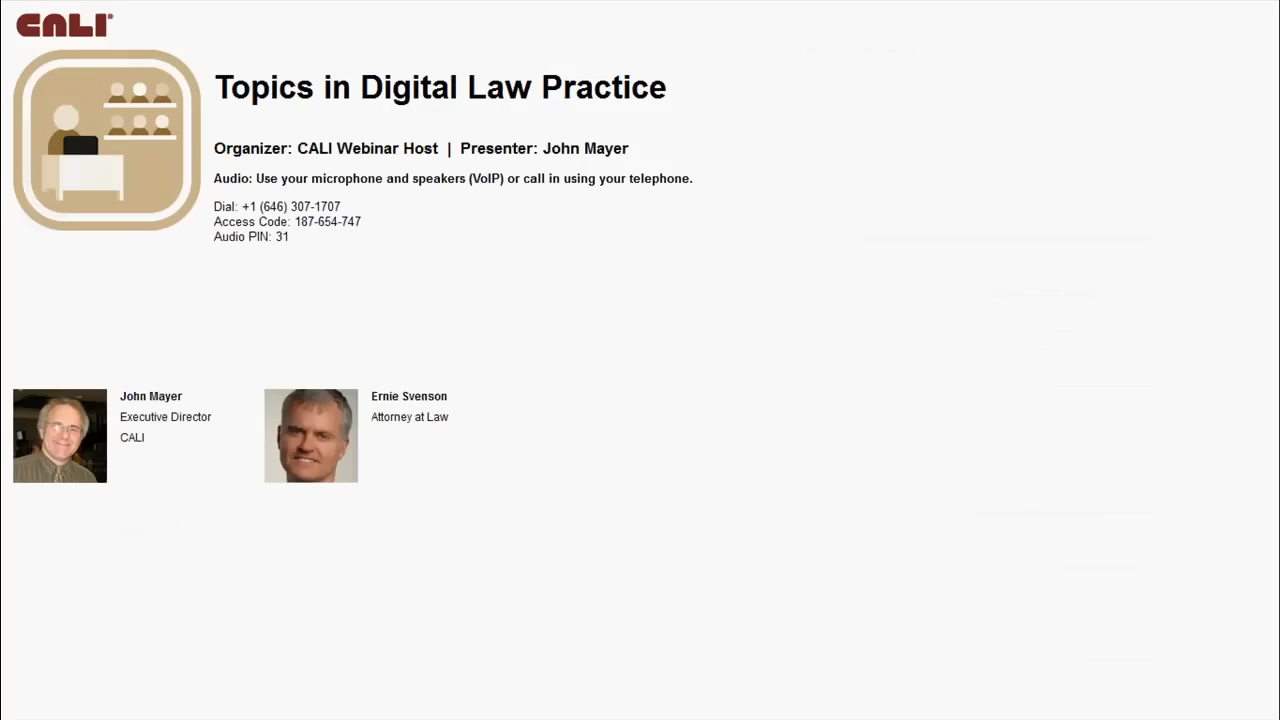 CALI®
Topics in Digital Law Practice
Organizer: CALI Webinar Host | Presenter: John Mayer
Audio: Use your microphone and speakers (VoIP) or call in using your telephone.
Dial: +1 (646) 307-1707
Access Code: 187-654-747
Audio PIN: 31
John Mayer
Executive Director
CALI
Ernie Svenson
Attorney at Law